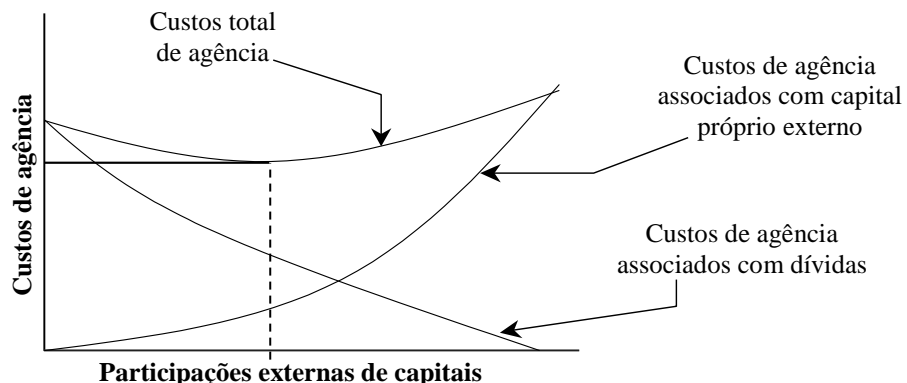 Custos total
de agência
Custos de agência
associados com capital
próprio externo
Custos de agência
Custos de agência
associados com dívidas
Participações externas de capitais